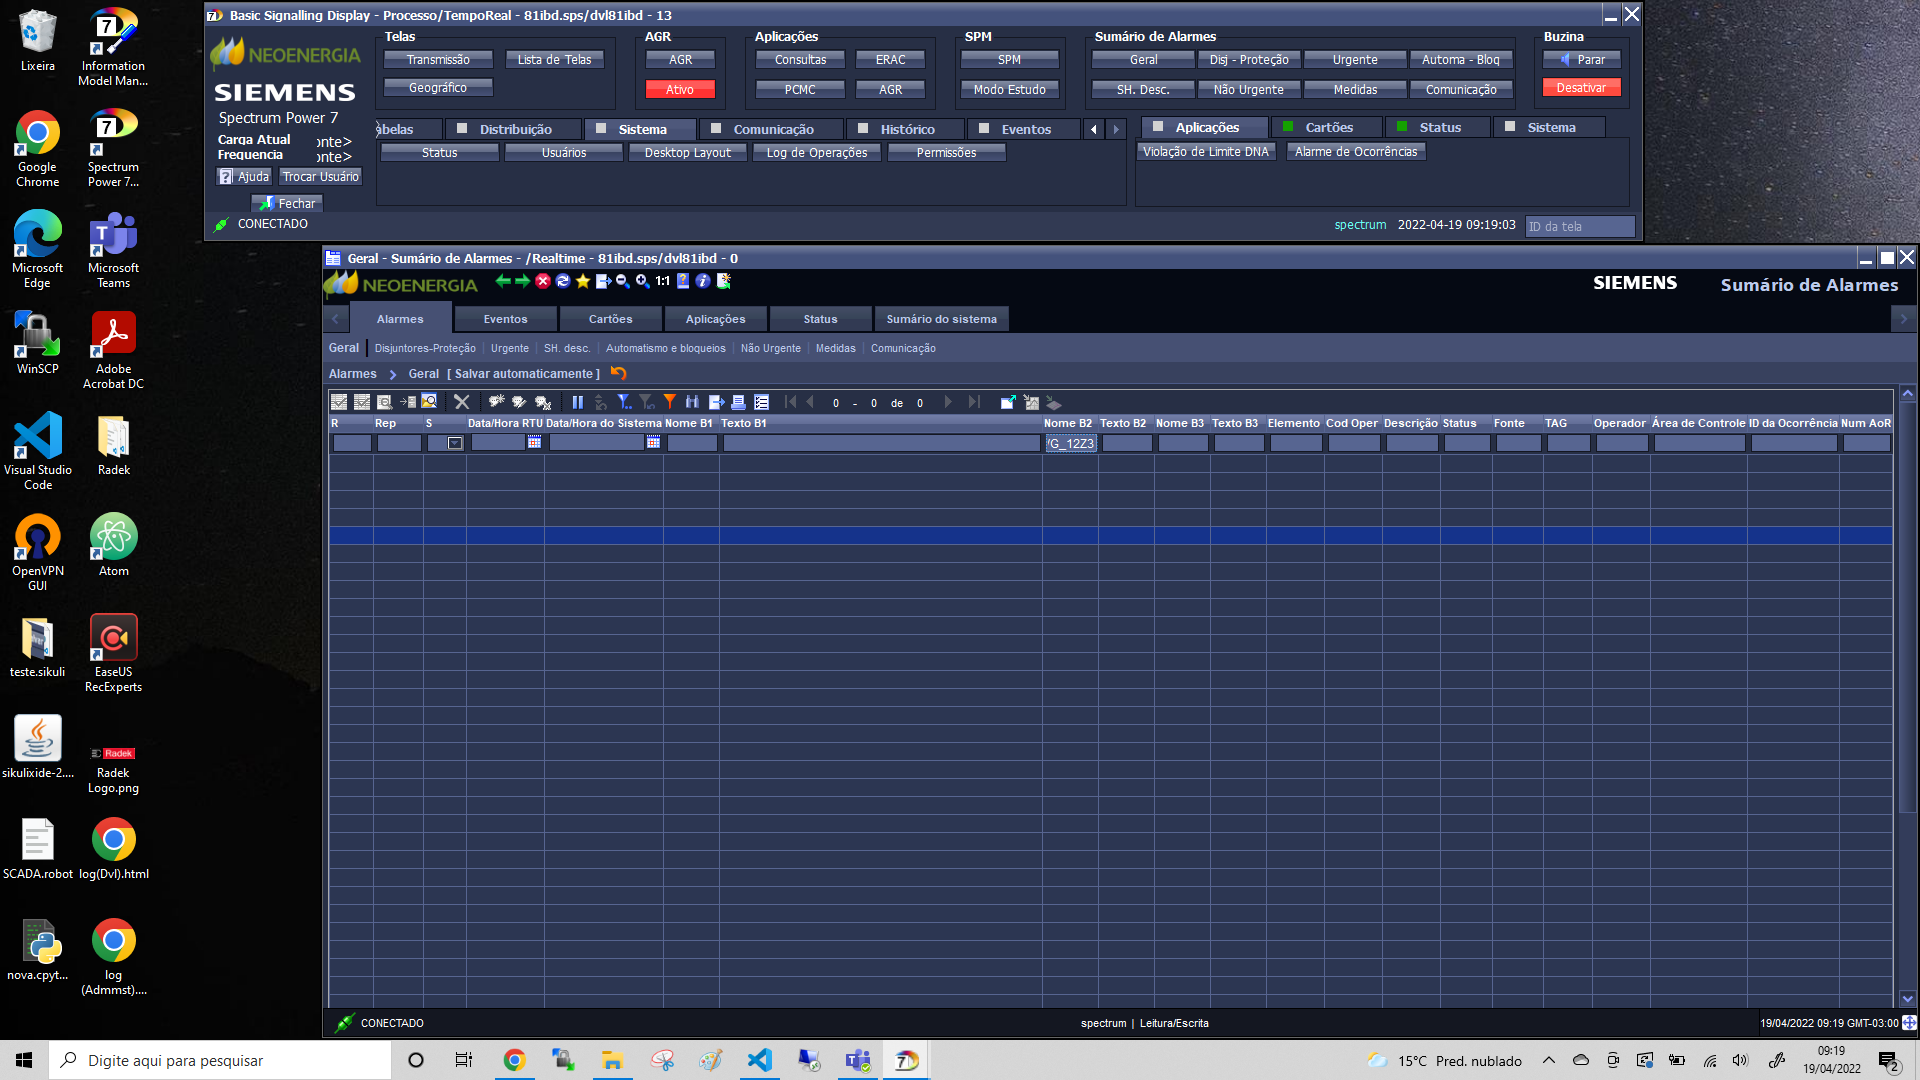 Lixeira
Information Model Man...
Google Chrome
Spectrum Power 7...
Microsoft Edge
Microsoft Teams
WinSCP
Adobe Acrobat DC
Visual Studio Code
Radek
OpenVPN GUI
Atom
teste.sikuli
EaseUS RecExperts
sikulixide-2....
Radek
Radek Logo.png
SCADA.robot
log(Dvl).html
nova.cpyt...
log (Admmst)....
Basic Signalling Display - Processo/TempoReal - 81ibd.sps/dvl81ibd - 13
NEOENERGIA
SIEMENS
Spectrum Power 7
Carga Atual onte>
Frequencia onte>
Ajuda Trocar Usuário
Fechar
CONECTADO
Telas
Transmissão Lista de Telas
Geográfico
AGR
AGR
Ativo
Aplicações
Consultas ERAC
PCMC AGR
SPM
SPM
Modo Estudo
Sumário de Alarmes
Geral Disj - Proteção Urgente Automa - Bloq
SH. Desc. Não Urgente Medidas Comunicação
Buzina
Parar
Desativar
abelas Distribuição Sistema Comunicação Histórico Eventos
Status Usuários Desktop Layout Log de Operações Permissões
Aplicações Cartões Status Sistema
Violação de Limite DNA Alarme de Ocorrências
spectrum 2022-04-19 09:19:03 ID da tela
Geral - Sumário de Alarmes - /Realtime - 81ibd.sps/dvl81ibd - 0
NEOENERGIA 1:1 SIEMENS Sumário de Alarmes
Alarmes Eventos Cartões Aplicações Status Sumário do sistema
Geral Disjuntores-Proteção Urgente SH. desc. Automatismo e bloqueios Não Urgente Medidas Comunicação
Alarmes Geral [ Salvar automaticamente ]
0 - 0 de 0
R Rep S Data/Hora RTU Data/Hora do Sistema Nome B1 Texto B1 Nome B2 Texto B2 Nome B3 Texto B3 Elemento Cod Oper Descrição Status Fonte TAG Operador Área de Controle ID da Ocorrência Num AoR
G_12Z3
CONECTADO spectrum | Leitura/Escrita 19/04/2022 09:19 GMT-03:00
Digite aqui para pesquisar
15°C Pred. nublado
09:19
19/04/2022
2